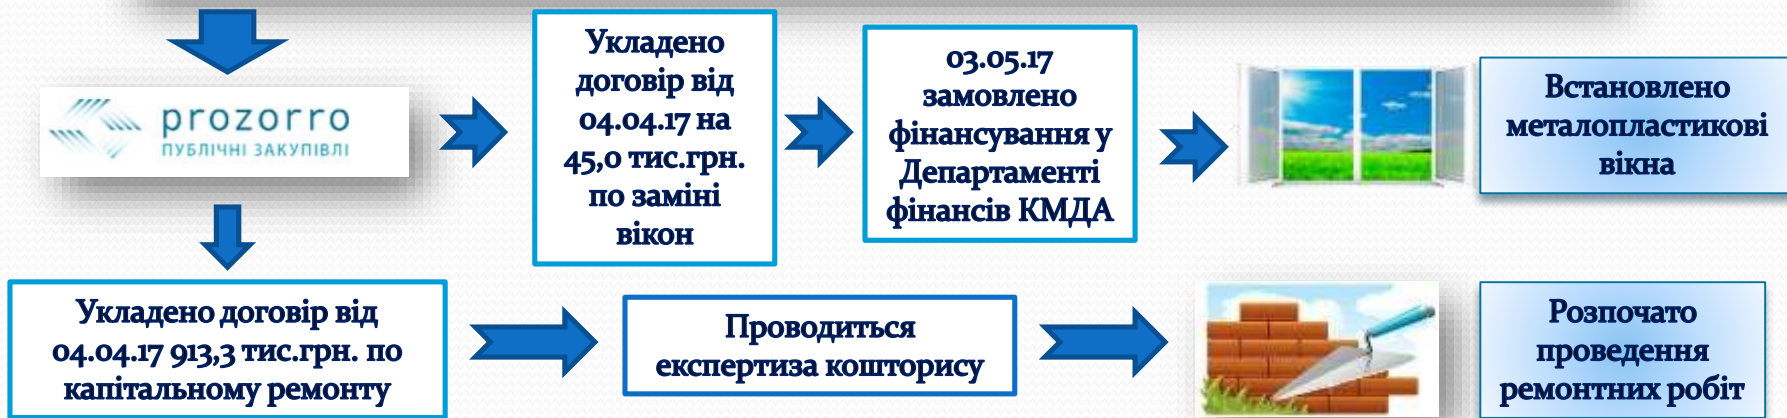 prozorro
ПУБЛІЧНІ ЗАКУПІВЛІ
Укладено
договір від
04.04.17 на
45,0 тис.грн.
по заміні
вікон
03.05.17
замовлено
фінансування у
Департаменті
фінансів КМДА
Встановлено
металопластикові
вікна
Укладено договір від
04.04.17 913,3 тис.грн. по
капітальному ремонту
Проводиться
експертиза кошторису
Розпочато
проведення
ремонтних робіт